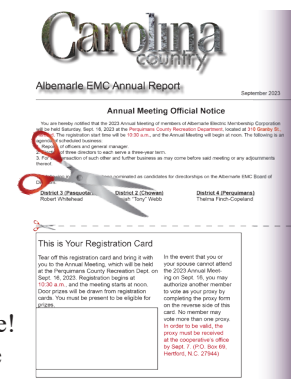 Carolina
country
Albemarle EMC Annual Report
September 2023
Annual Meeting Official Notice
You are hereby notified that the 2023 Annual Meeting of members of Albemarle Electric Membership Corporation
will be held Saturday, Sept. 16, 2023 at the Perquimans County Recreation Department, located at 310 Granby St.,
The registration start time will be 10:30 a.m., and the Annual Meeting will begin at noon. The following is an
agenda of scheduled business:
Reports of officers and general manager.
of three directors to each serve a three-year term.
3. For transaction of such other and further business as may come before said meeting or any adjournments
thereof.
nominated as candidates for directorships on the Albemarle EMC Board of
District 3 (Pasquotank) District 2 (Chowan) District 4 (Perquimans)
Robert Whitehead "Tony" Webb Thelma Finch-Copeland
This is Your Registration Card
Tear off this registration card and bring it with
you to the Annual Meeting, which will be held
at the Perquimans County Recreation Dept. on
Sept. 16, 2023. Registration begins at
10:30 a.m., and the meeting starts at noon.
Door prizes will be drawn from registration
cards. You must be present to be eligible for
prizes.
In the event that you or
your spouse cannot attend
the 2023 Annual Meet-
ing on Sept. 16, you may
authorize another member
to vote as your proxy by
completing the proxy form
on the reverse side of this
card. No member may
vote more than one proxy.
In order to be valid, the
proxy must be received
at the cooperative's office
by Sept. 7. (P.O. Box 69,
Hertford, N.C. 27944)
e!